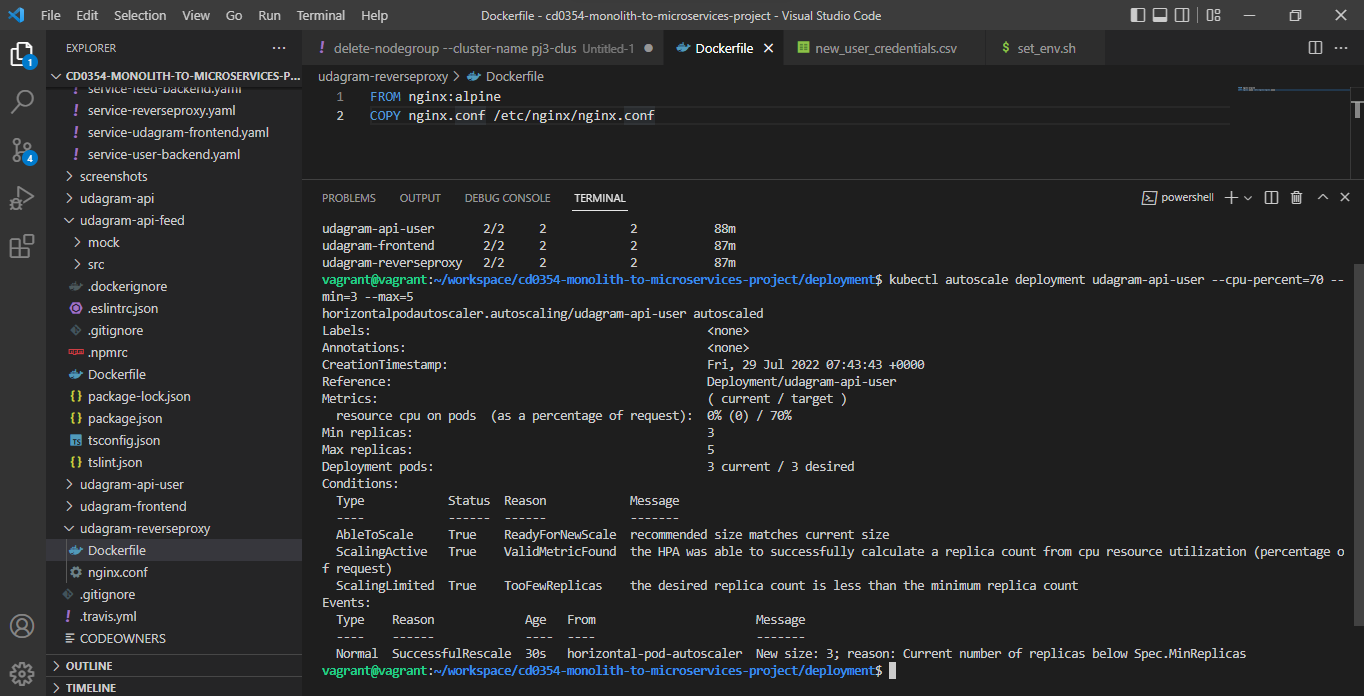 File Edit Selection View Go Run Terminal Help
Dockerfile - cd0354-monolith-to-microservices-project - Visual Studio Code
EXPLORER
CD0354-MONOLITH-TO-MICROSERVICES-P...
service-feed-backend.yaml
! service-reverseproxy.yaml
! service-udagram-frontend.yaml
! service-user-backend.yaml
screenshots
udagram-api
udagram-api-feed
mock
src
.dockerignore
.eslintrc.json
.gitignore
.npmrc
Dockerfile
{} package-lock.json
{} package.json
TS tsconfig.json
{} tslint.json
udagram-api-user
udagram-frontend
udagram-reverseproxy
Dockerfile
nginx.conf
.gitignore
! .travis.yml
CODEOWNERS
OUTLINE
TIMELINE
1
4
! delete-nodegroup --cluster-name pj3-clus Untitled-1
Dockerfile
new_user_credentials.csv
$ set_env.sh
udagram-reverseproxy > Dockerfile
1 FROM nginx:alpine
2 COPY nginx.conf /etc/nginx/nginx.conf
PROBLEMS OUTPUT DEBUG CONSOLE TERMINAL
powershell
udagram-api-user 2/2 2 2 88m
udagram-frontend 2/2 2 2 87m
udagram-reverseproxy 2/2 2 2 87m
vagrant@vagrant:~/workspace/cd0354-monolith-to-microservices-project/deployment$ kubectl autoscale deployment udagram-api-user --cpu-percent=70 --
min=3 --max=5
horizontalpodautoscaler.autoscaling/udagram-api-user autoscaled
Labels: <none>
Annotations: <none>
CreationTimestamp: Fri, 29 Jul 2022 07:43:43 +0000
Reference: Deployment/udagram-api-user
Metrics: ( current / target )
resource cpu on pods (as a percentage of request): 0% (0) / 70%
Min replicas: 3
Max replicas: 5
Deployment pods: 3 current / 3 desired
Conditions:
Type Status Reason Message
---- ------ ------ -------
AbleToScale True ReadyForNewScale recommended size matches current size
ScalingActive True ValidMetricFound the HPA was able to successfully calculate a replica count from cpu resource utilization (percentage o
f request)
ScalingLimited True TooFewReplicas the desired replica count is less than the minimum replica count
Events:
Type Reason Age From Message
---- ------ ---- ---- -------
Normal SuccessfulRescale 30s horizontal-pod-autoscaler New size: 3; reason: Current number of replicas below Spec.MinReplicas
vagrant@vagrant:~/workspace/cd0354-monolith-to-microservices-project/deployment$